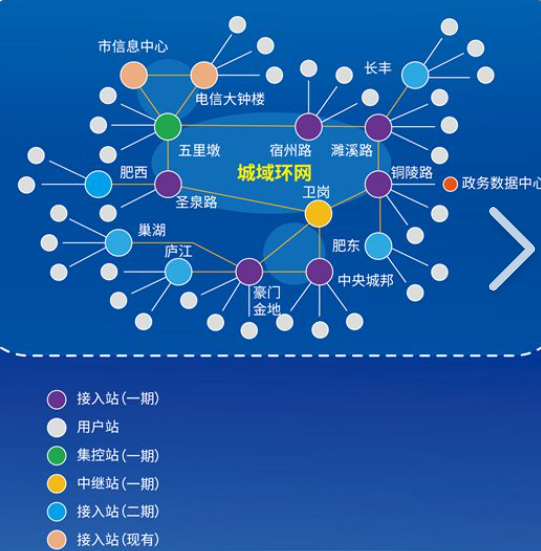 市信息中心
长丰
电信大钟楼
五里墩
宿州路
濉溪路
肥西
城域环网
铜陵路
政务数据中心
圣泉路
卫岗
巢湖
庐江
肥东
豪门
金地
中央城邦
接入站(一期)
用户站
集控站(一期)
中继站(一期)
接入站(二期)
接入站(现有)